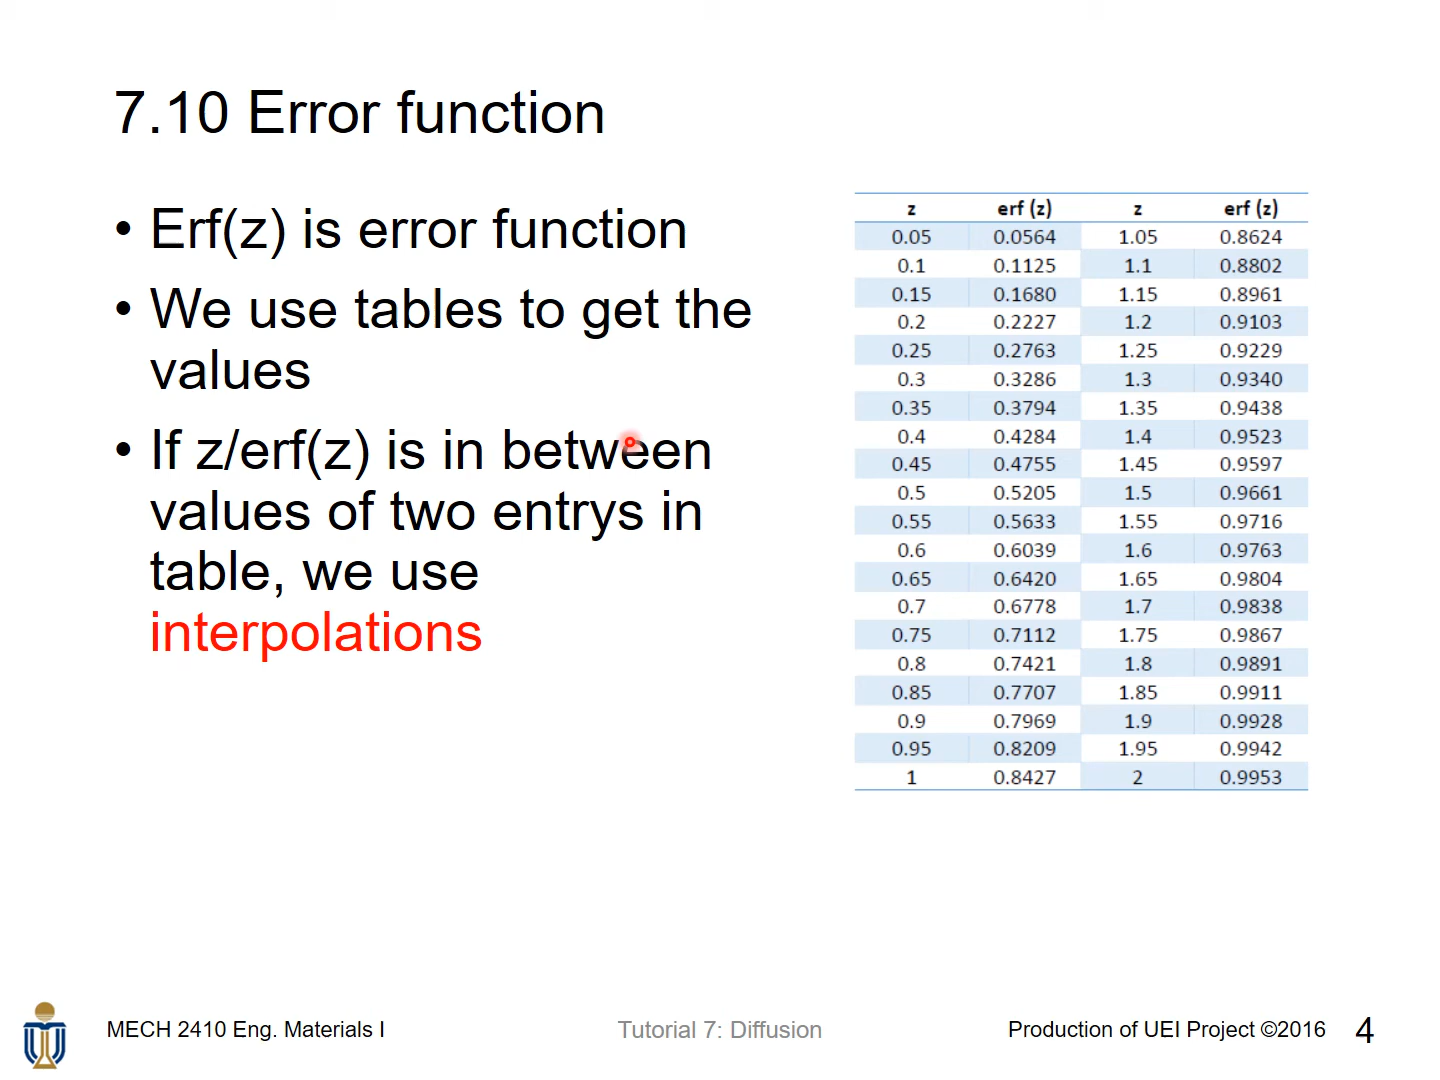 7.10 Error function
• Erf(z) is error function
• We use tables to get the
values
• If z/erf(z) is in between
values of two entrys in
table, we use
interpolations
z erf (z) z erf (z)
0.05 0.0564 1.05 0.8624
0.1 0.1125 1.1 0.8802
0.15 0.1680 1.15 0.8961
0.2 0.2227 1.2 0.9103
0.25 0.2763 1.25 0.9229
0.3 0.3286 1.3 0.9340
0.35 0.3794 1.35 0.9438
0.4 0.4284 1.4 0.9523
0.45 0.4755 1.45 0.9597
0.5 0.5205 1.5 0.9661
0.55 0.5633 1.55 0.9716
0.6 0.6039 1.6 0.9763
0.65 0.6420 1.65 0.9804
0.7 0.6778 1.7 0.9838
0.75 0.7112 1.75 0.9867
0.8 0.7421 1.8 0.9891
0.85 0.7707 1.85 0.9911
0.9 0.7969 1.9 0.9928
0.95 0.8209 1.95 0.9942
1 0.8427 2 0.9953
MECH 2410 Eng. Materials I
Tutorial 7: Diffusion
Production of UEI Project ©2016 4